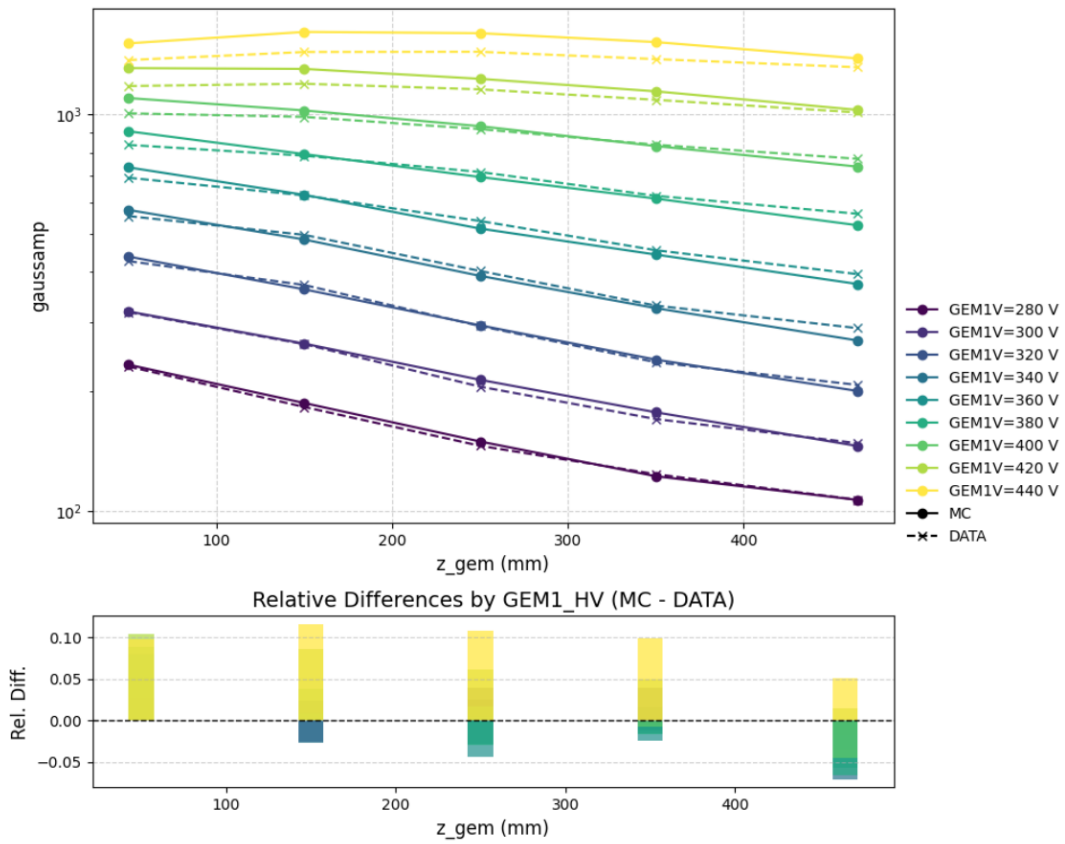 10³
10²
gaussamp
100
200
300
400
z_gem (mm)
GEM1V=280 V
GEM1V=300 V
GEM1V=320 V
GEM1V=340 V
GEM1V=360 V
GEM1V=380 V
GEM1V=400 V
GEM1V=420 V
GEM1V=440 V
MC
DATA
Relative Differences by GEM1_HV (MC - DATA)
0.10
0.05
0.00
−0.05
Rel. Diff.
100
200
300
400
z_gem (mm)